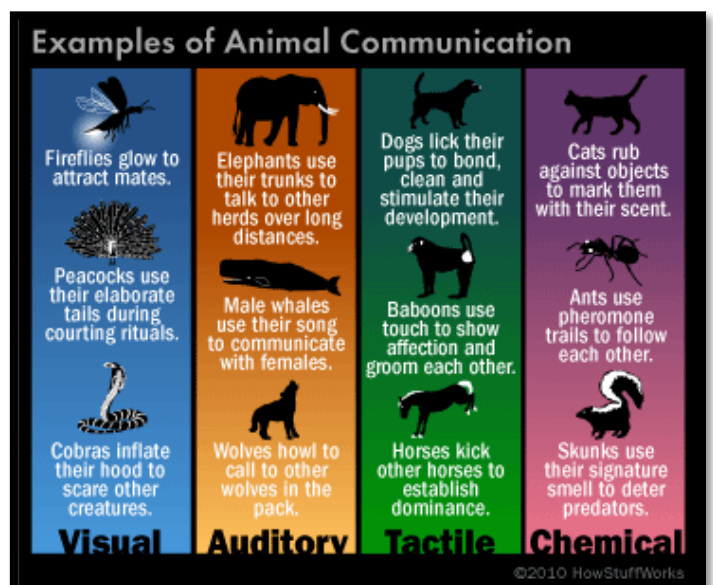 Examples of Animal Communication
Fireflies glow to
attract mates.
Peacocks use
their elaborate
tails during
courting rituals.
Cobras inflate
their hood to
scare other
creatures.
Visual
Elephants use
their trunks to
talk to other
herds over long
distances.
Male whales
use their song
to communicate
with females.
Wolves howl to
call to other
wolves in the
pack.
Auditory
Dogs lick their
pups to bond,
clean and
stimulate their
development.
Baboons use
touch to show
affection and
groom each other.
Horses kick
other horses to
establish
dominance.
Tactile
Cats rub
against objects
to mark them
with their scent.
Ants use
pheromone
trails to follow
each other.
Skunks use
their signature
smell to deter
predators.
Chemical
©2010 HowStuffWorks